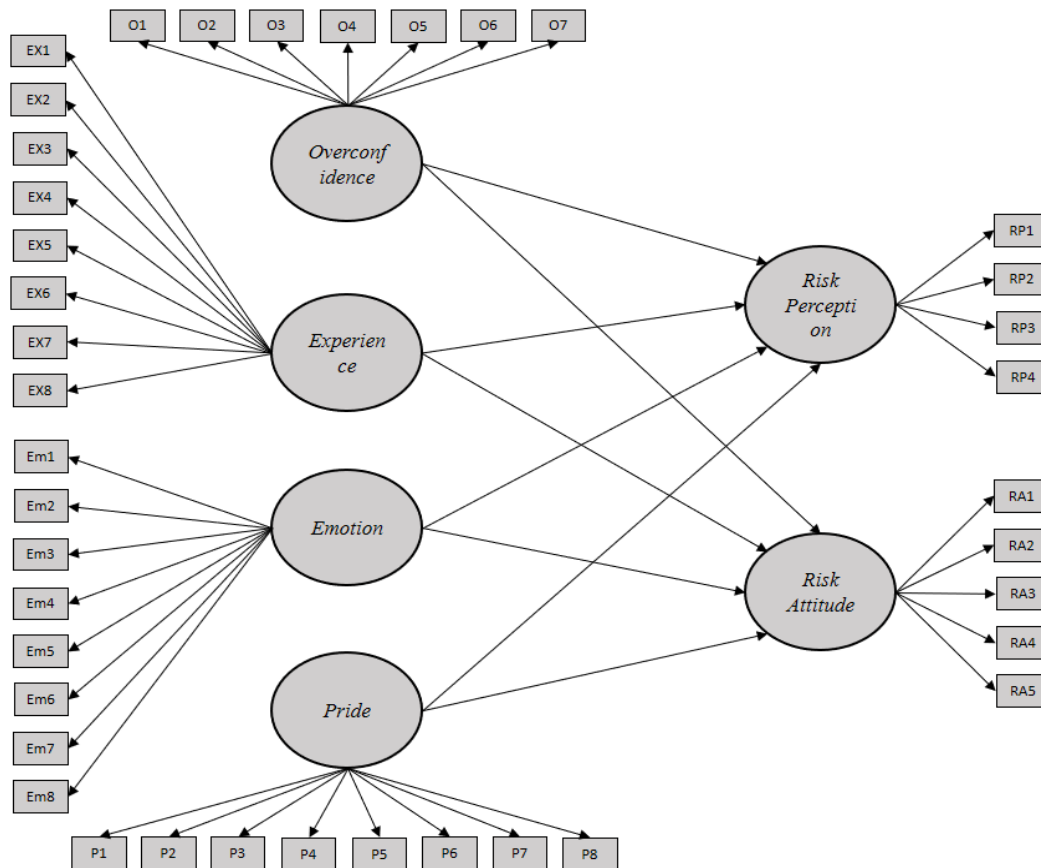 O1
O2
O3
O4
O5
O6
O7
EX1
EX2
EX3
EX4
EX5
EX6
EX7
EX8
Overconf
idence
Experien
ce
Risk
Percepti
on
RP1
RP2
RP3
RP4
Em1
Em2
Em3
Em4
Em5
Em6
Em7
Em8
Emotion
Pride
Risk
Attitude
RA1
RA2
RA3
RA4
RA5
P1
P2
P3
P4
P5
P6
P7
P8